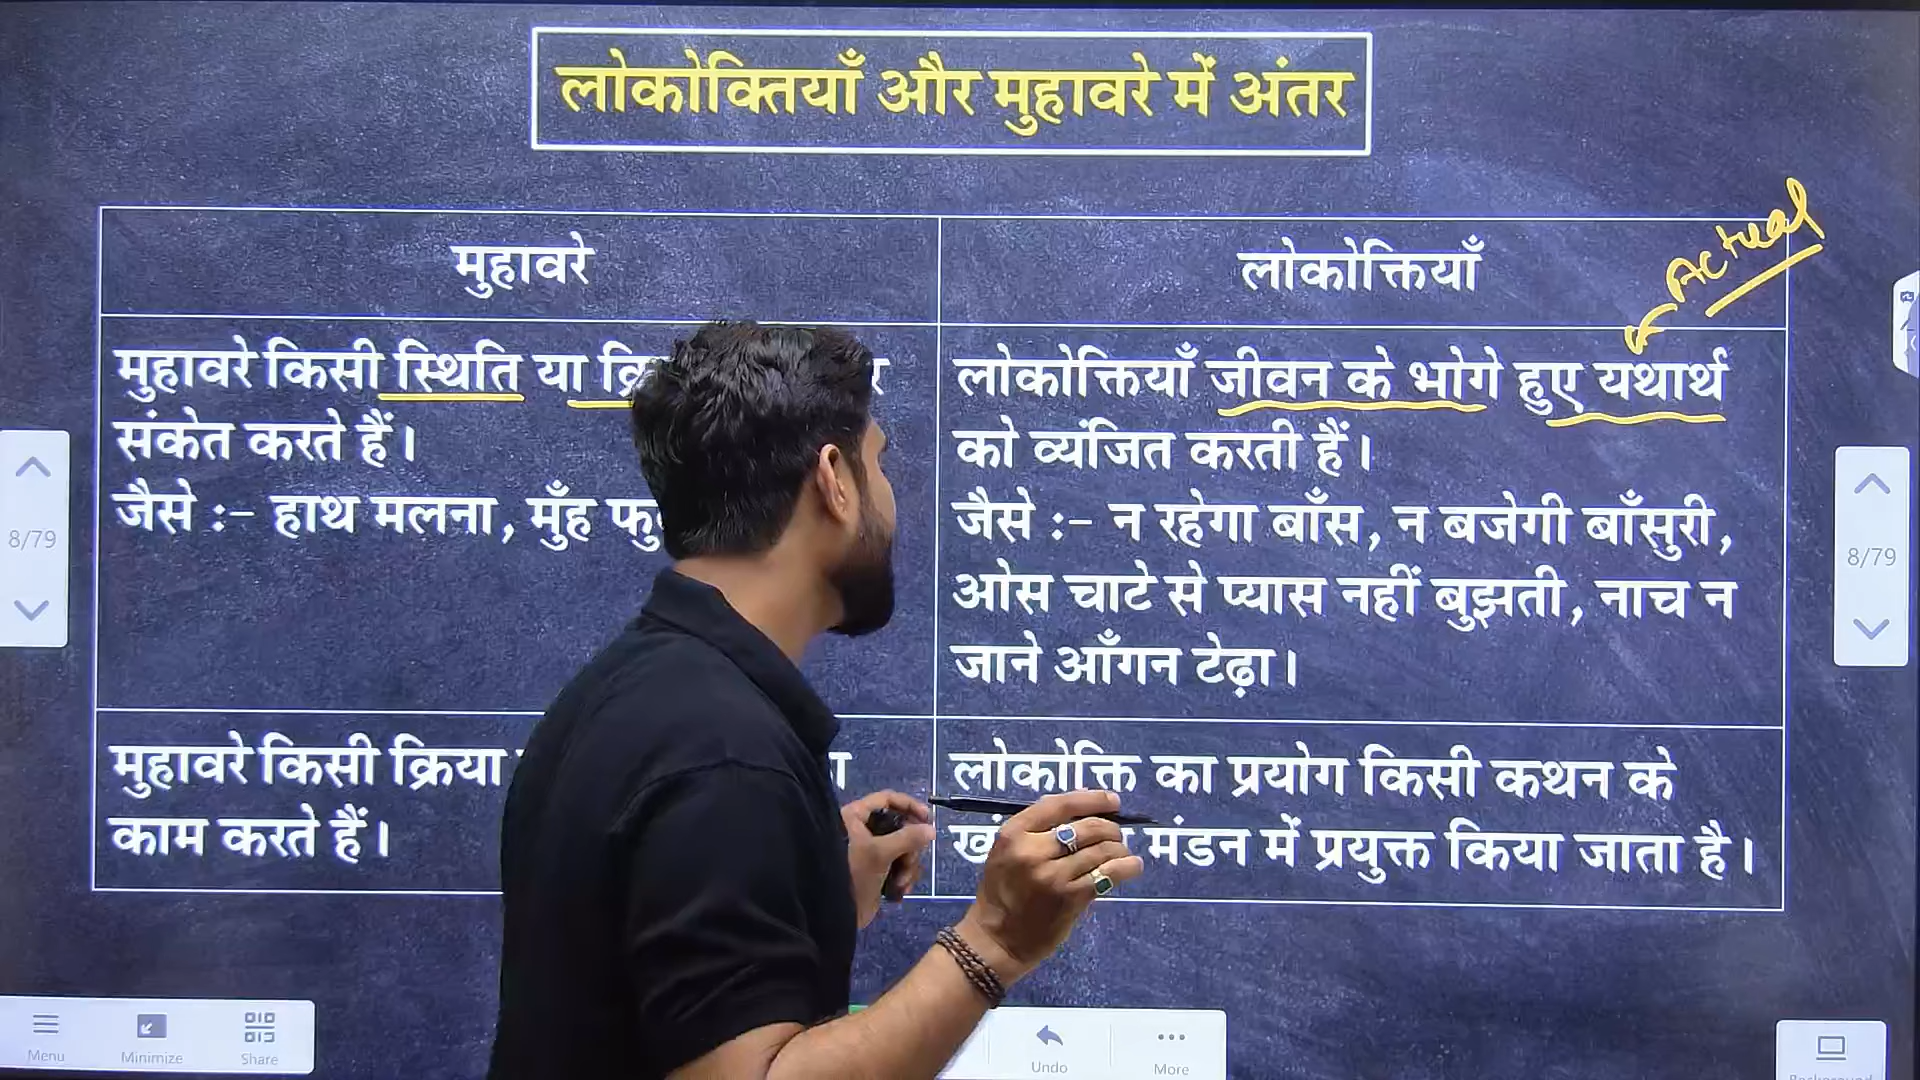 लोकोक्तियाँ और मुहावरे में अंतर
Actual
मुहावरे
लोकोक्तियाँ
मुहावरे किसी स्थिति या
संकेत करते हैं।
जैसे :- हाथ मलना, मुँह
लोकोक्तियाँ जीवन के भोगे हुए यथार्थ
को व्यंजित करती हैं।
जैसे :- न रहेगा बाँस, न बजेगी बाँसुरी,
ओस चाटे से प्यास नहीं बुझती, नाच न
जाने आँगन टेढ़ा।
मुहावरे किसी क्रिया
काम करते हैं।
लोकोक्ति का प्रयोग किसी कथन के
मंडन में प्रयुक्त किया जाता है।
8/79
8/79
Menu
Minimize
Share
Undo
More